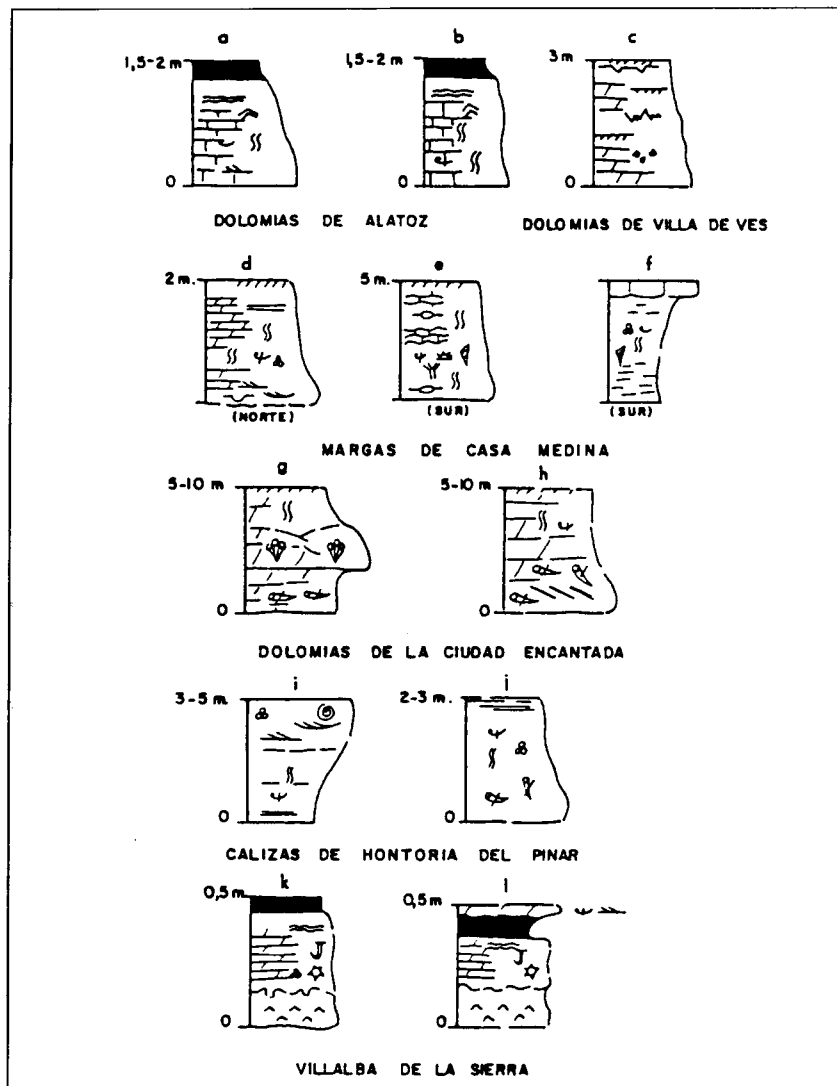 a b c
1,5-2m 1,5-2 m 3m
0 0 0
DOLOMIAS DE ALATOZ DOLOMIAS DE VILLA DE VES
d e f
2 m. 5 m.
(NORTE) (SUR) (SUR)
MARGAS DE CASA MEDINA
g h
5-10 m 5-10 m
0 0
DOLOMIAS DE LA CIUDAD ENCANTADA
i j
3-5 m. 2-3 m.
0 0
CALIZAS DE HONTORIA DEL PINAR
k l
0,5 m 0,5 m
0 0
VILLALBA DE LA SIERRA